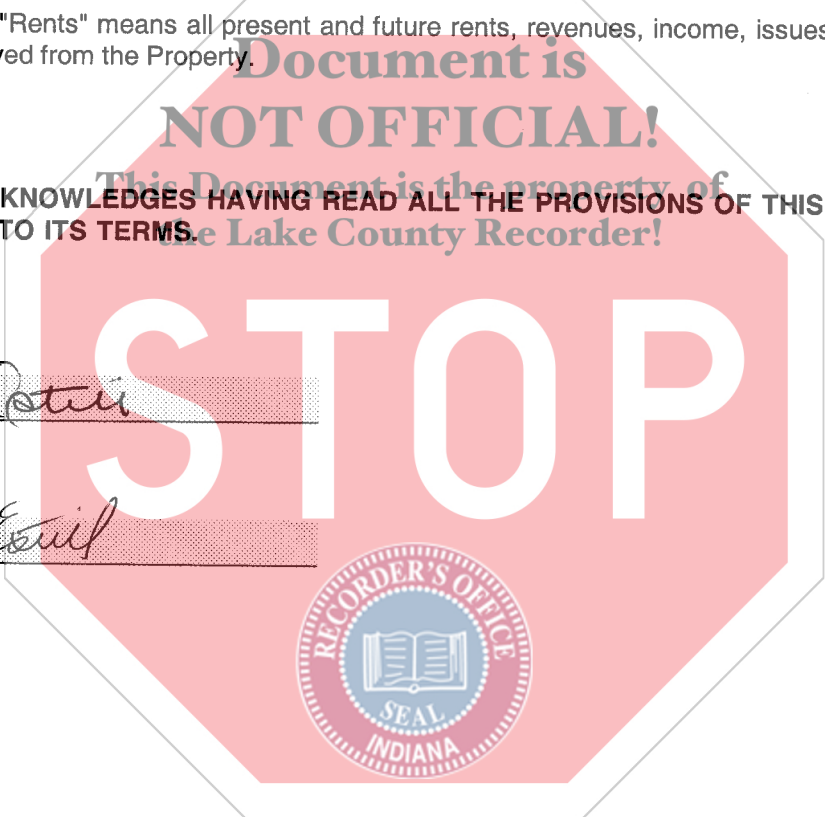 "Rents" means all present and future rents, revenues, income, issues
ved from the Property.
Document is
NOT OFFICIAL!
This Document is the property of
the Lake County Recorder!
KNOWLEDGES HAVING READ ALL THE PROVISIONS OF THIS
TO ITS TERMS.
STOP
RECORDER'S OFFICE
SEAL
INDIANA